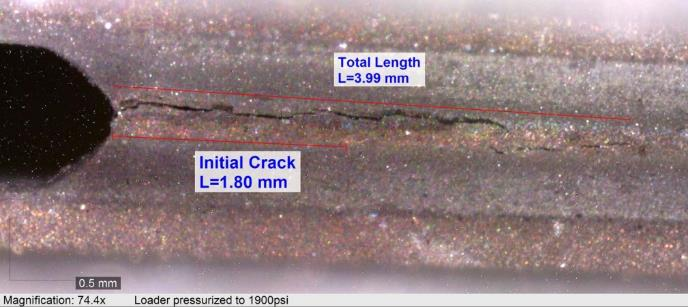 Total Length
L=3.99 mm
Initial Crack
L=1.80 mm
0.5 mm
Magnification: 74.4x Loader pressurized to 1900psi